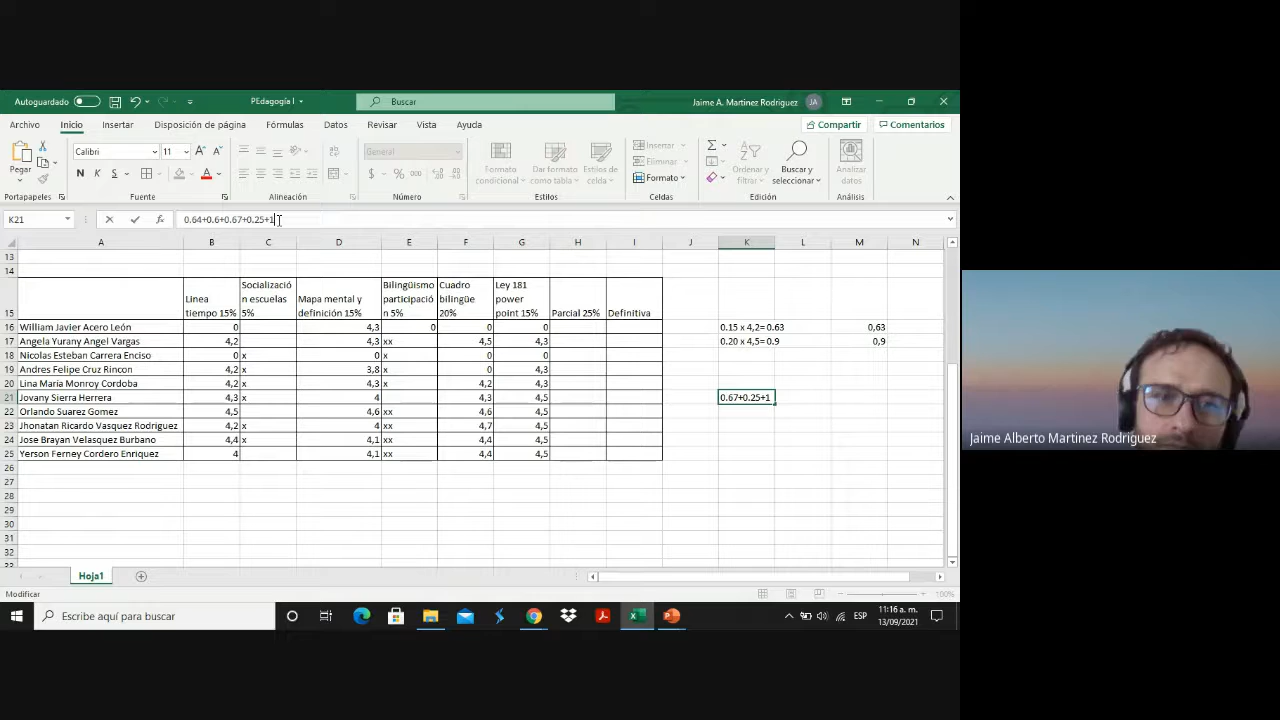 Autoguardado
PEdagogía I
Buscar
Jaime A. Martinez Rodriguez JA
Archivo Inicio Insertar Disposición de página Fórmulas Datos Revisar Vista Ayuda
Compartir Comentarios
Pegar
Calibri 11
N K S
General
$ % 000
Formato condicional
Dar formato como tabla
Estilos de celda
Insertar
Eliminar
Formato
Ordenar y filtrar
Buscar y seleccionar
Analizar datos
Portapapeles Fuente Alineación Número Estilos Celdas Edición Análisis
K21 fx 0.64+0.6+0.67+0.25+1
A B C D E F G H I J K L M N
13
14
15 Linea tiempo 15% Socialización escuelas 5% Mapa mental y definición 15% Bilingüismo participación 5% Cuadro bilingüe 20% Ley 181 power point 15% Parcial 25% Definitiva
16 William Javier Acero León 0 4,3 0 0 0 0.15 x 4,2= 0.63 0,63
17 Angela Yurany Angel Vargas 4,2 4,3 xx 4,5 4,3 0.20 x 4,5= 0.9 0,9
18 Nicolas Esteban Carrera Enciso 0 x 0 x 0 0
19 Andres Felipe Cruz Rincon 4,2 x 3,8 x 0 4,3
20 Lina María Monroy Cordoba 4,2 x 4,3 x 4,2 4,3
21 Jovany Sierra Herrera 4,3 x 4 4,3 4,5 0.67+0.25+1
22 Orlando Suarez Gomez 4,5 4,6 xx 4,6 4,5
23 Jhonatan Ricardo Vasquez Rodriguez 4,2 x 4 xx 4,7 4,5
24 Jose Brayan Velasquez Burbano 4,4 x 4,1 xx 4,4 4,5
25 Yerson Ferney Cordero Enriquez 4 4,1 xx 4,4 4,5
26
27
28
29
30
31
32
Hoja1
Modificar 100%
Escribe aquí para buscar
ESP
11:16 a. m.
13/09/2021
Jaime Alberto Martinez Rodriguez